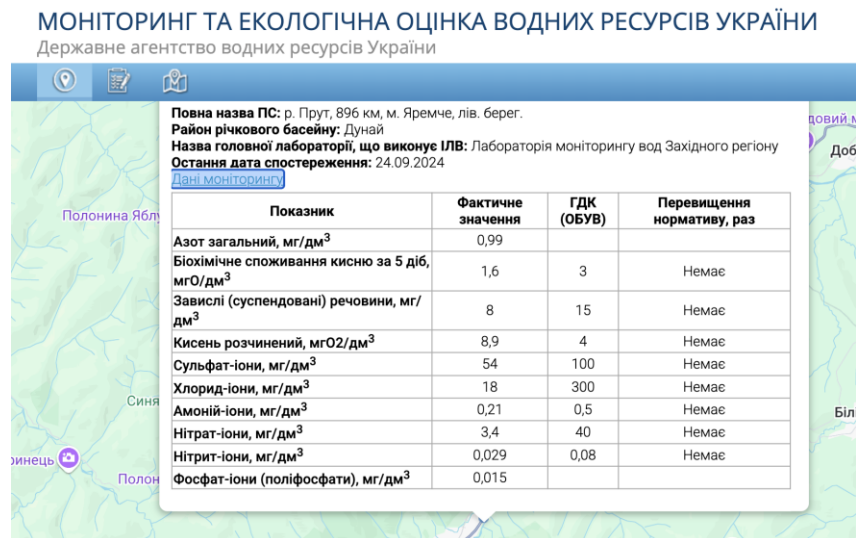 МОНІТОРИНГ ТА ЕКОЛОГІЧНА ОЦІНКА ВОДНИХ РЕСУРСІВ УКРАЇНИ
Державне агентство водних ресурсів України
Повна назва ПС: р. Прут, 896 км, м. Яремче, лів. берег.
Район річкового басейну: Дунай
Назва головної лабораторії, що виконує ІЛВ: Лабораторія моніторингу вод Західного регіону
Остання дата спостереження: 24.09.2024
Дані моніторингу
Показник Фактичне значення ГДК (ОБУВ) Перевищення нормативу, раз
Азот загальний, мг/дм³ 0,99
Біохімічне споживання кисню за 5 діб, мгО/дм³ 1,6 3 Немає
Завислі (суспендовані) речовини, мг/дм³ 8 15 Немає
Кисень розчинений, мгО2/дм³ 8,9 4 Немає
Сульфат-іони, мг/дм³ 54 100 Немає
Хлорид-іони, мг/дм³ 18 300 Немає
Амоній-іони, мг/дм³ 0,21 0,5 Немає
Нітрат-іони, мг/дм³ 3,4 40 Немає
Нітрит-іони, мг/дм³ 0,029 0,08 Немає
Фосфат-іони (поліфосфати), мг/дм³ 0,015
Полонина Яблу
Синя
ринець
Полон
довий м
Доб
Білі